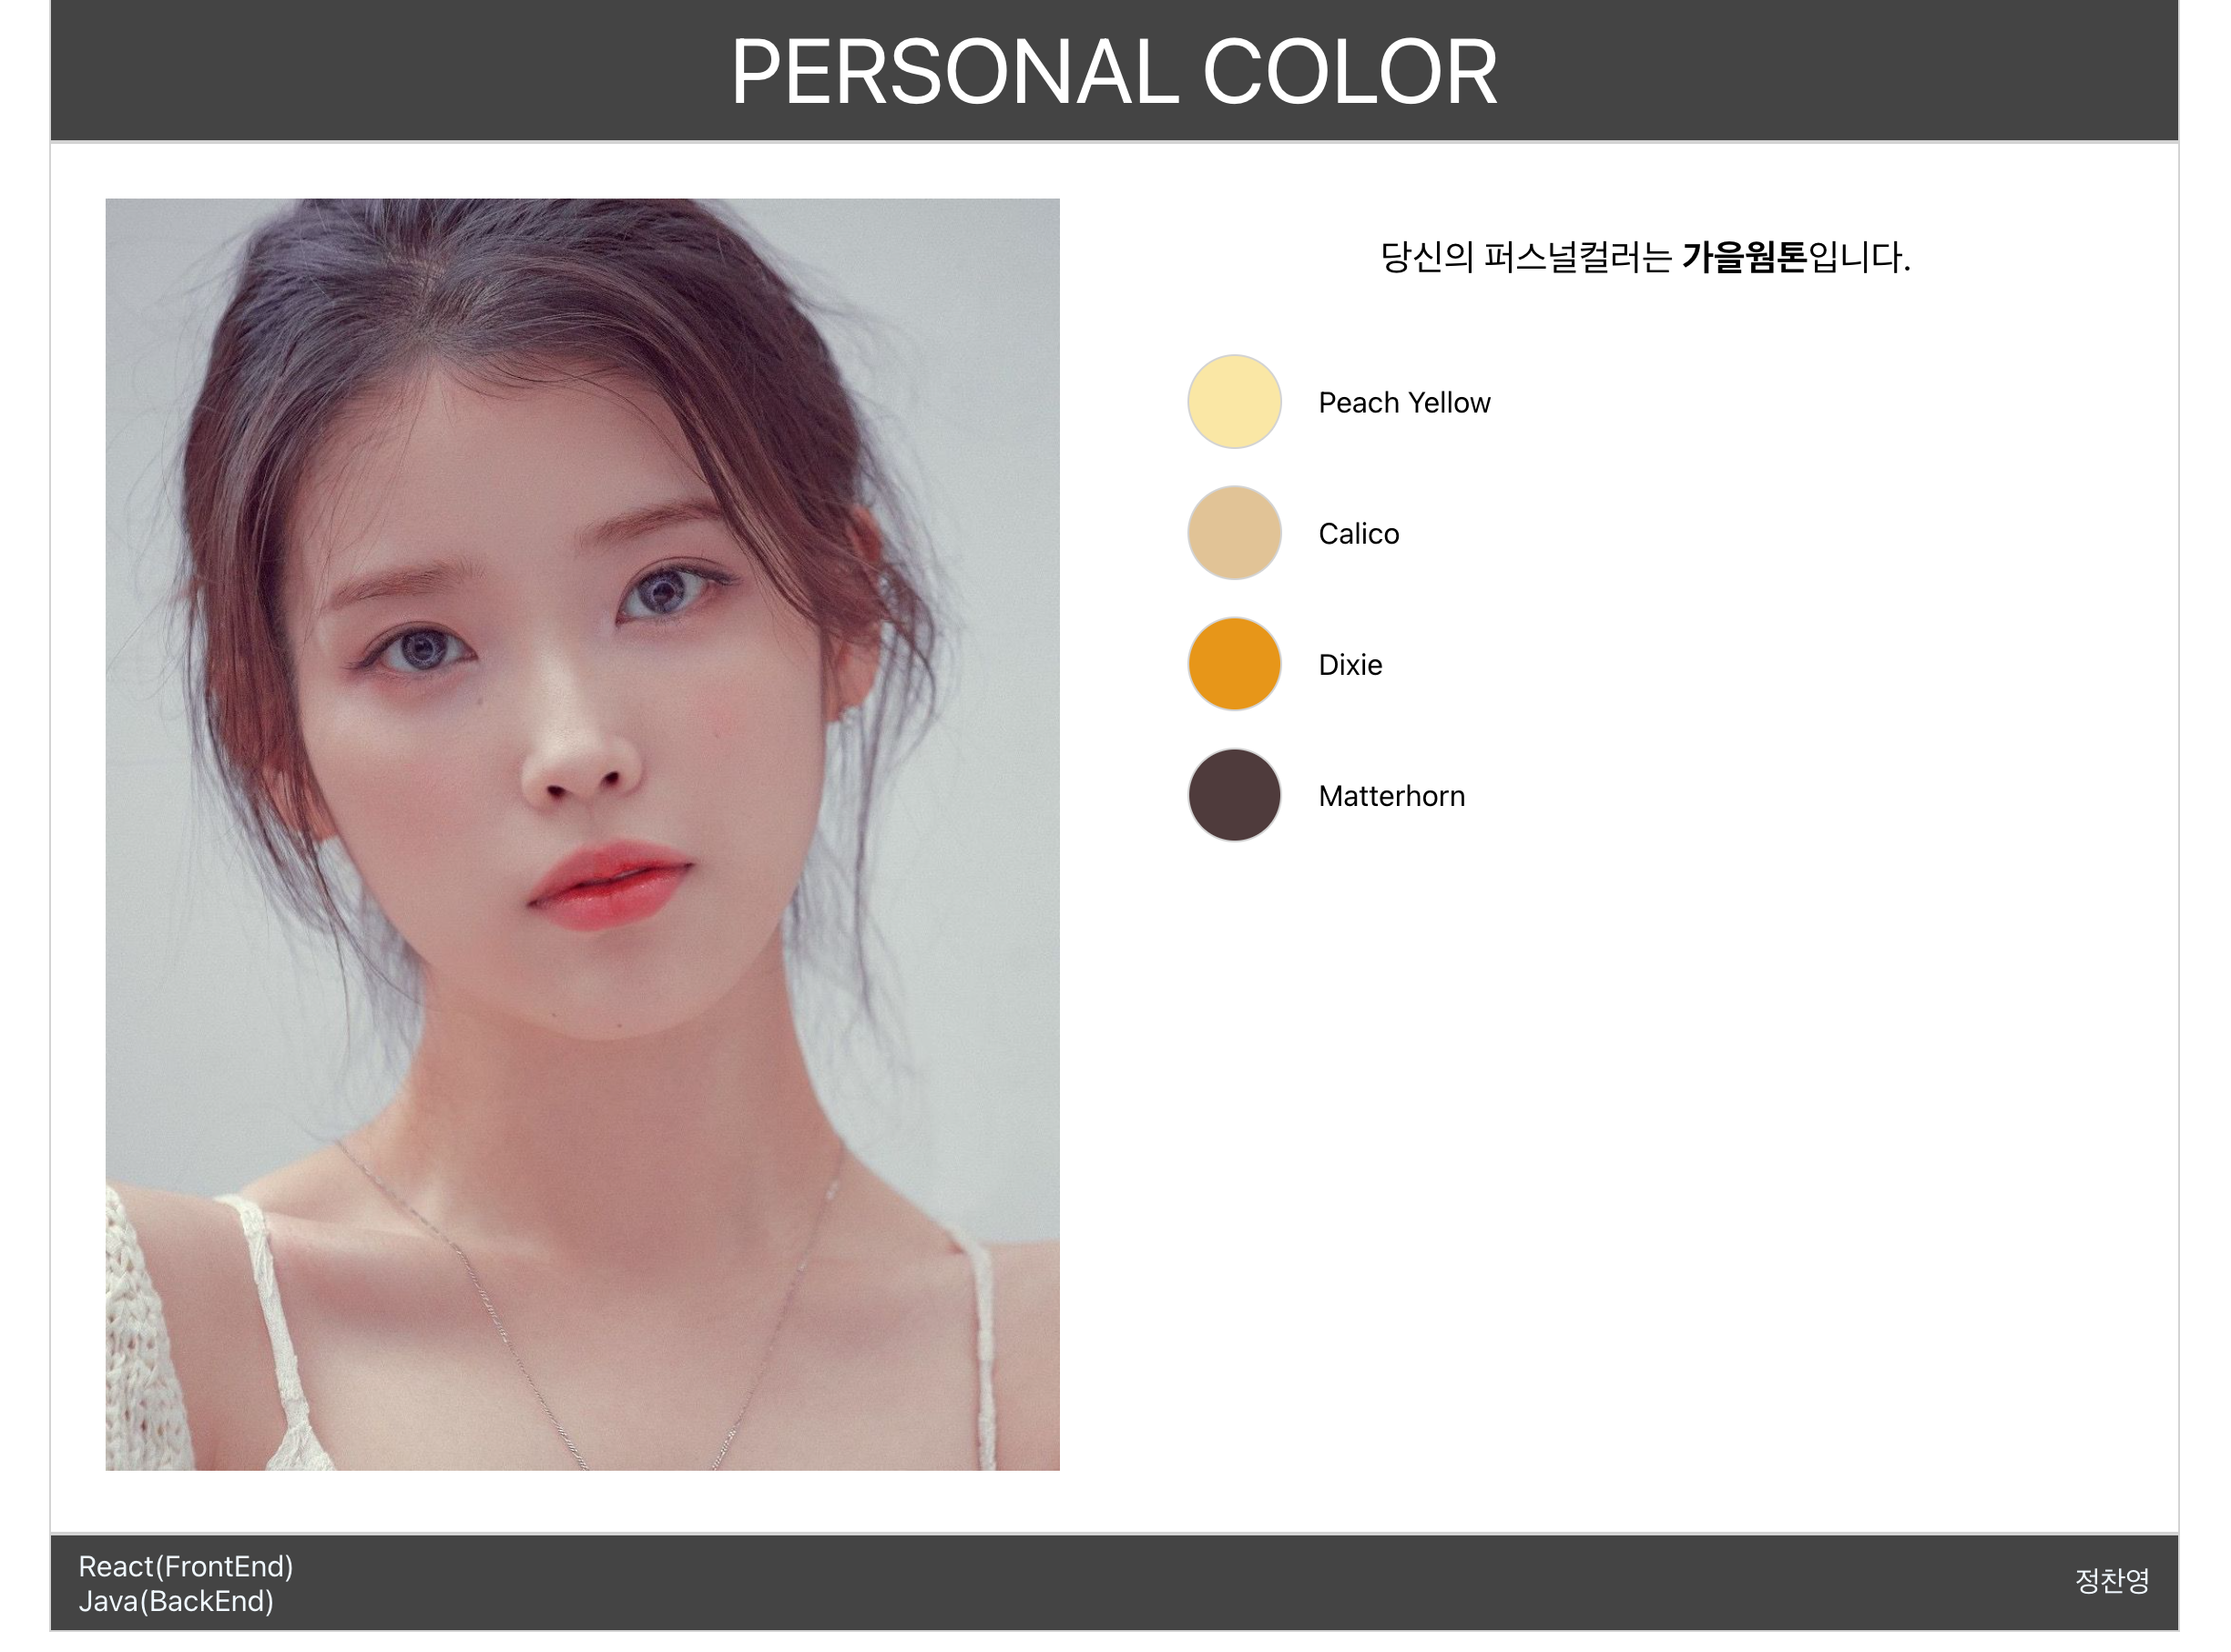 PERSONAL COLOR
당신의 퍼스널컬러는 가을웜톤입니다.
Peach Yellow
Calico
Dixie
Matterhorn
React(FrontEnd)
Java(BackEnd)
정찬영